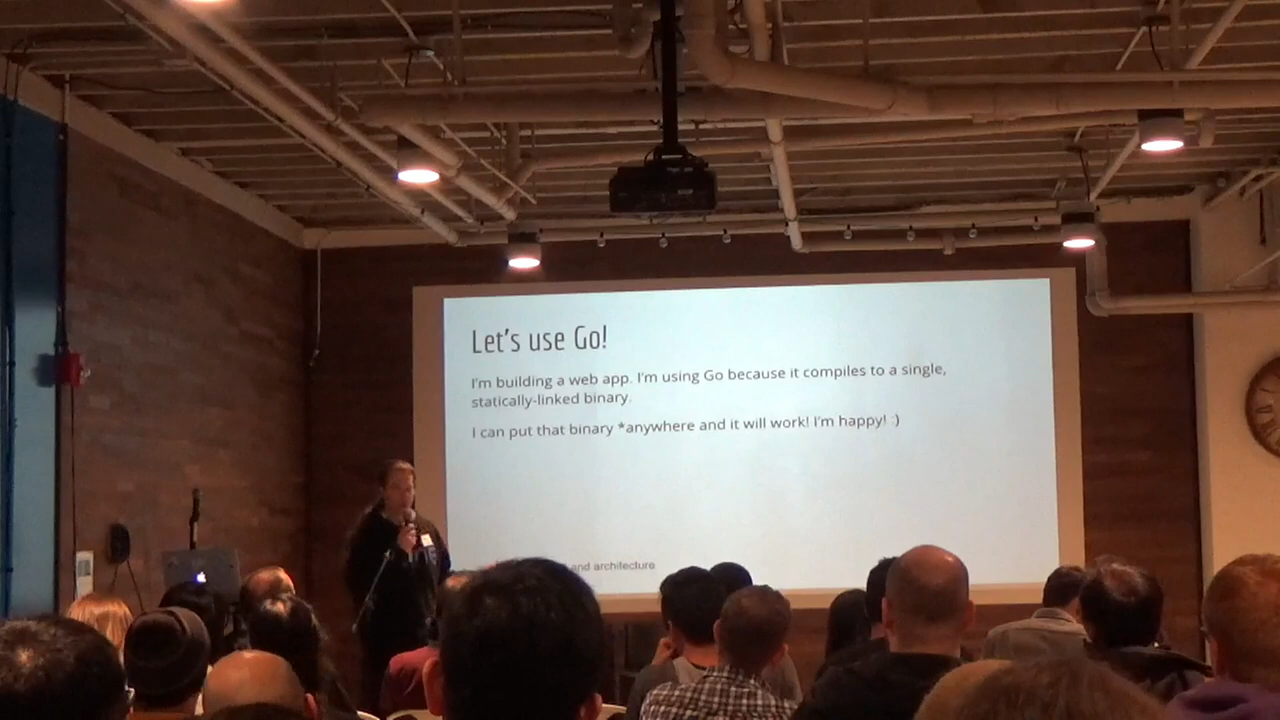 Let's use Go!
I'm building a web app. I'm using Go because it compiles to a single,
statically-linked binary.
I can put that binary *anywhere and it will work! I'm happy! :)
and architecture